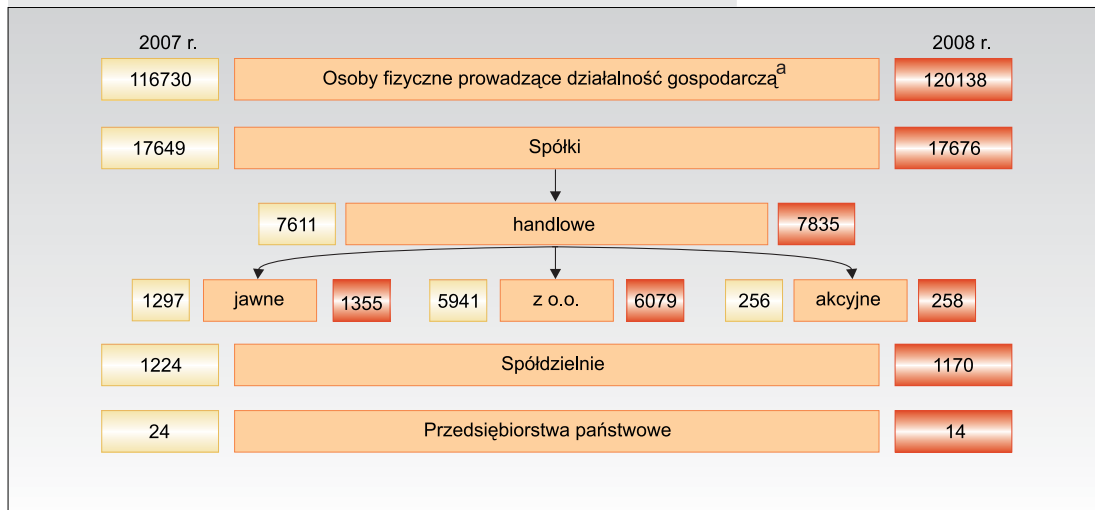 2007 r. 2008 r.
116730 Osoby fizyczne prowadzące działalność gospodarczą a 120138
17649 Spółki 17676
7611 handlowe 7835
1297 jawne 1355 5941 z o.o. 6079 256 akcyjne 258
1224 Spółdzielnie 1170
24 Przedsiębiorstwa państwowe 14